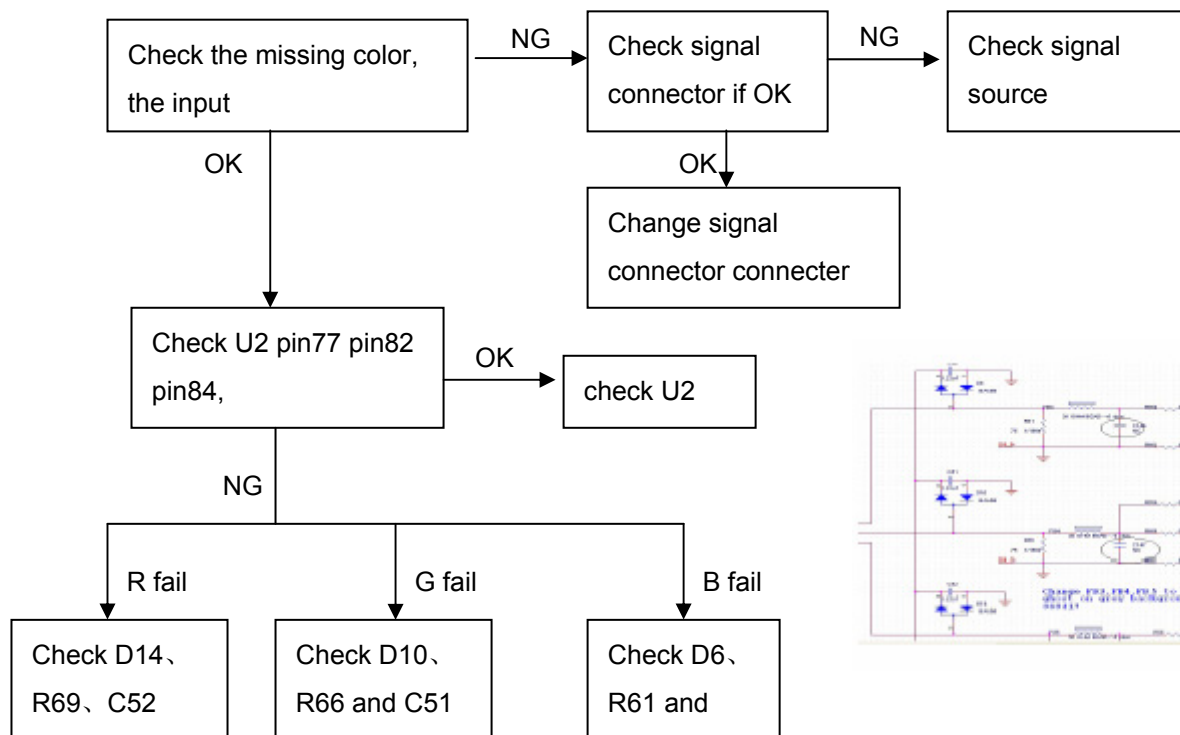 Check the missing color,
the input
NG
Check signal
connector if OK
NG
Check signal
source
OK
OK
Change signal
connector connecter
Check U2 pin77 pin82
pin84,
OK
check U2
NG
R fail
G fail
B fail
Check D14、
R69、C52
Check D10、
R66 and C51
Check D6、
R61 and